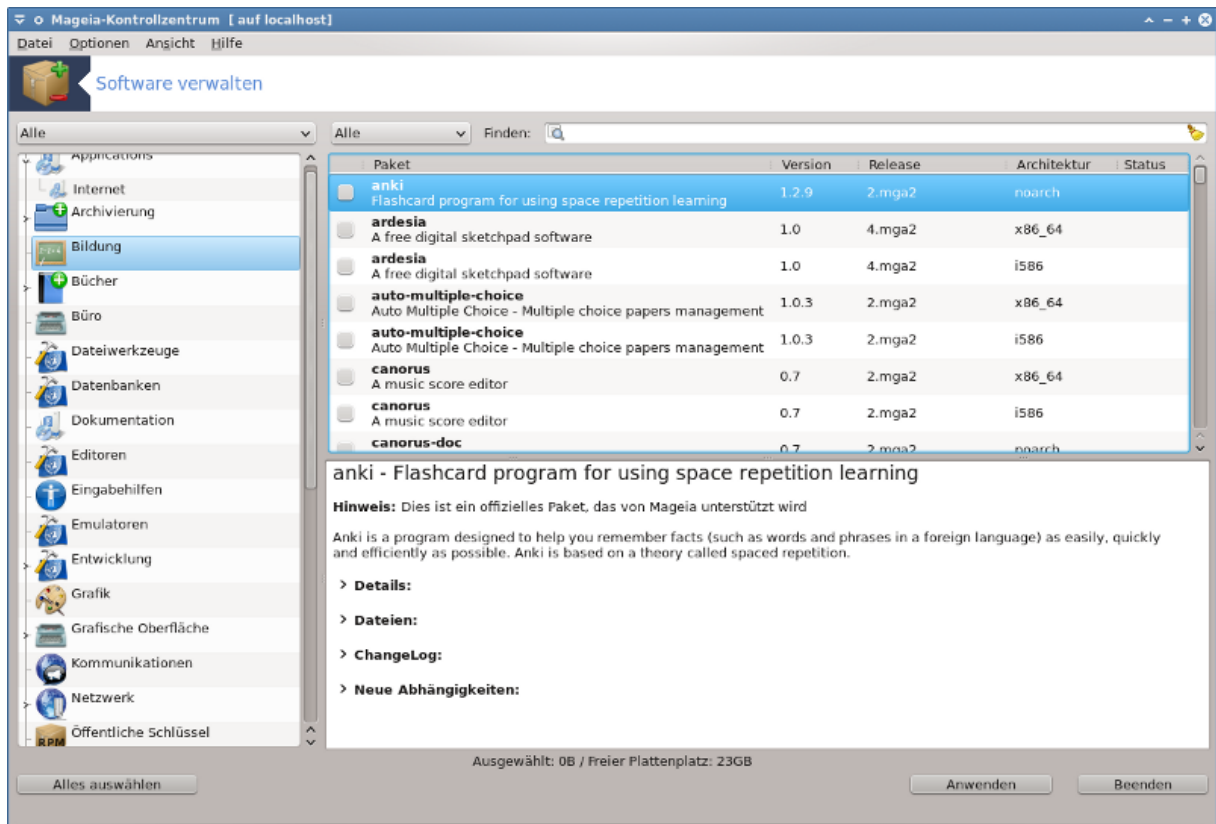 Mageia-Kontrollzentrum [ auf localhost]
Datei Optionen Ansicht Hilfe
Software verwalten
Alle
Alle Finden:
Applications
Internet
Archivierung
Bildung
Bücher
Büro
Dateiwerkzeuge
Datenbanken
Dokumentation
Editoren
Eingabehilfen
Emulatoren
Entwicklung
Grafik
Grafische Oberfläche
Kommunikationen
Netzwerk
Öffentliche Schlüssel
RPM
Paket Version Release Architektur Status
anki
Flashcard program for using space repetition learning
1.2.9 2.mga2 noarch
ardesia
A free digital sketchpad software
1.0 4.mga2 x86_64
ardesia
A free digital sketchpad software
1.0 4.mga2 i586
auto-multiple-choice
Auto Multiple Choice - Multiple choice papers management
1.0.3 2.mga2 x86_64
auto-multiple-choice
Auto Multiple Choice - Multiple choice papers management
1.0.3 2.mga2 i586
canorus
A music score editor
0.7 2.mga2 x86_64
canorus
A music score editor
0.7 2.mga2 i586
canorus-doc
0.7 2.mga2 noarch
anki - Flashcard program for using space repetition learning
Hinweis: Dies ist ein offizielles Paket, das von Mageia unterstützt wird
Anki is a program designed to help you remember facts (such as words and phrases in a foreign language) as easily, quickly
and efficiently as possible. Anki is based on a theory called spaced repetition.
Details:
Dateien:
ChangeLog:
Neue Abhängigkeiten:
Ausgewählt: 0B / Freier Plattenplatz: 23GB
Alles auswählen Anwenden Beenden